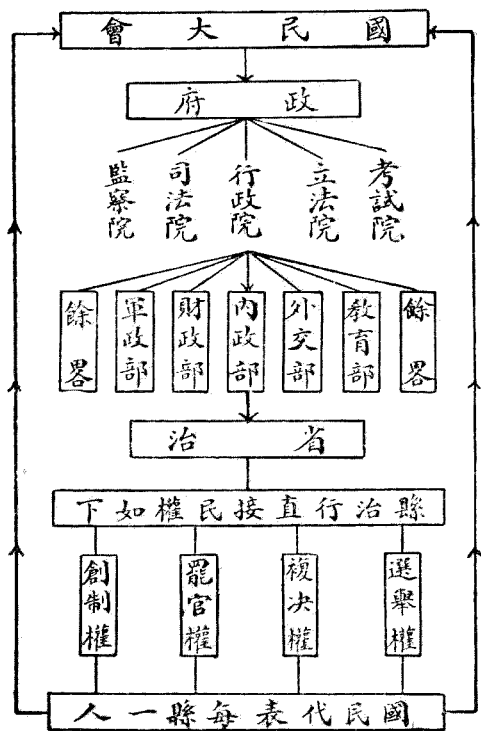 國民大會
政府
考試院
立法院
行政院
司法院
監察院
餘畧
教育部
外交部
內政部
財政部
軍政部
餘畧
省治
縣治行直接民權如下
選舉權
複决權
罷官權
創制權
國民代表每縣一人